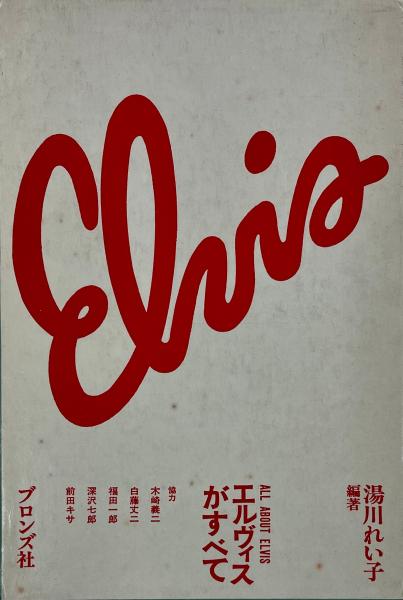 Elvis
湯川れい子
編著
ALL ABOUT ELVIS
エルヴィス
がすべて
協力
木崎義二
白藤丈二
福田一郎
深沢七郎
前田キサ
ブロンズ社